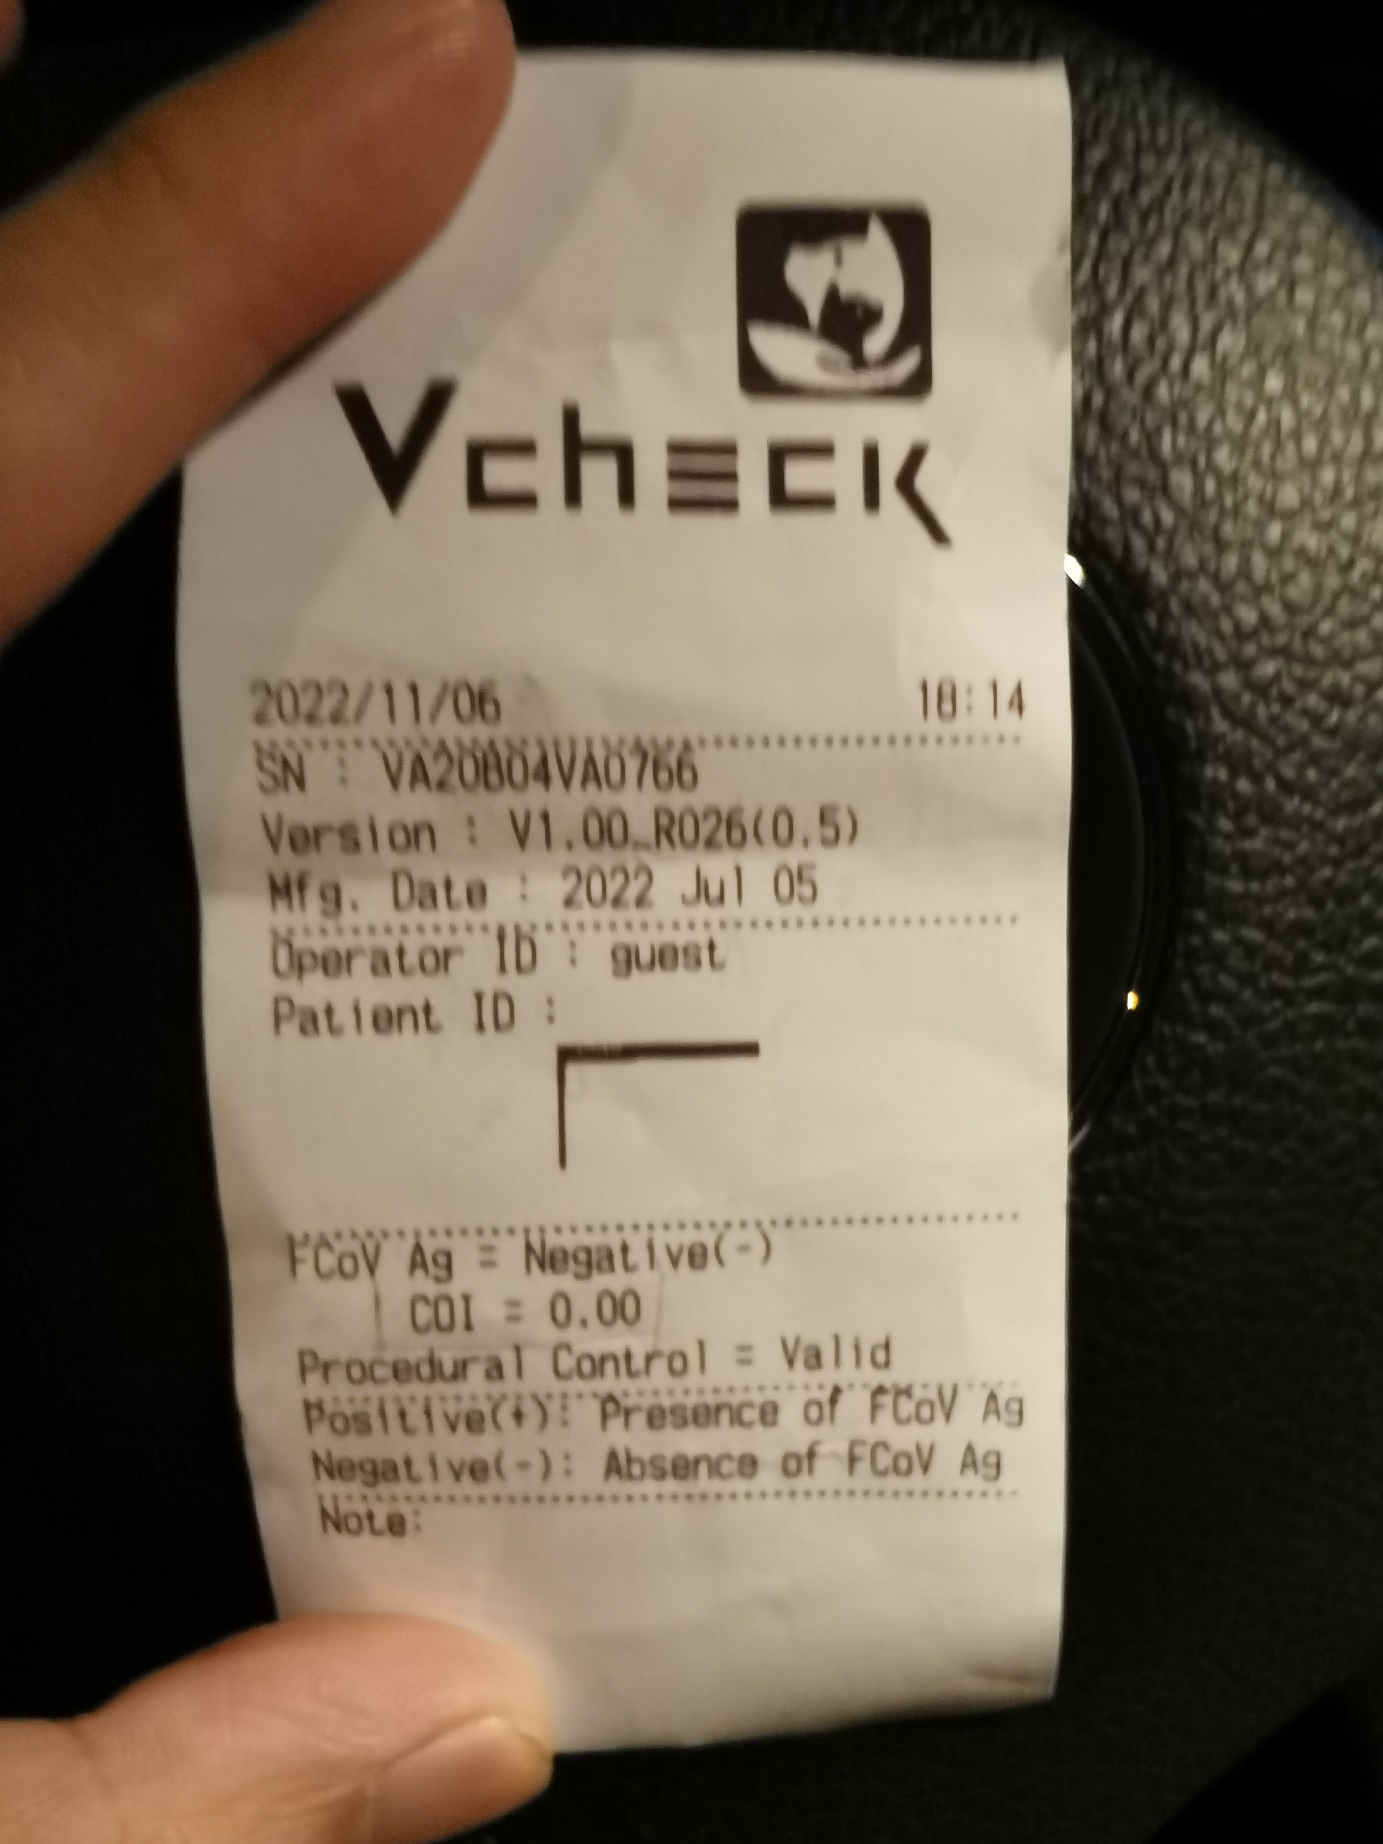 Vcheck
2022/11/06 18:14
SN : VA20B04VA0766
Version : V1.00_R026(0.5)
Mfg. Date : 2022 Jul 05
Operator ID : guest
Patient ID :
FCoV Ag = Negative(-)
COI = 0.00
Procedural Control = Valid
Positive(+): Presence of FCoV Ag
Negative(-): Absence of FCoV Ag
Note: